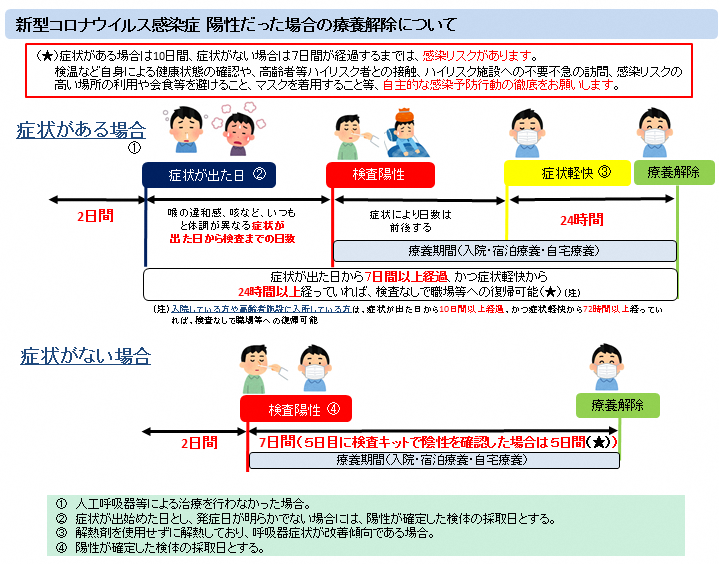 新型コロナウイルス感染症 陽性だった場合の療養解除について
(★)症状がある場合は10日間、症状がない場合は7日間が経過するまでは、感染リスクがあります。
検温など自身による健康状態の確認や、高齢者等ハイリスク者との接触、ハイリスク施設への不要不急の訪問、感染リスクの
高い場所の利用や会食等を避けること、マスクを着用すること等、自主的な感染予防行動の徹底をお願いします。
症状がある場合
①
症状が出た日 ②
検査陽性
症状軽快 ③
療養解除
2日間
喉の違和感、咳など、いつも
と体調が異なる症状が
出た日から検査までの日数
症状により日数は
前後する
24時間
療養期間(入院・宿泊療養・自宅療養)
症状が出た日から7日間以上経過、かつ症状軽快から
24時間以上経っていれば、検査なしで職場等への復帰可能(★)(注)
(注)入院している方や高齢者施設に入所している方は、症状が出た日から10日間以上経過、かつ症状軽快から72時間以上経ってい
れば、検査なしで職場等への復帰可能
症状がない場合
検査陽性 ④
療養解除
2日間
7日間(5日目に検査キットで陰性を確認した場合は5日間(★))
療養期間(入院・宿泊療養・自宅療養)
① 人工呼吸器等による治療を行わなかった場合。
② 症状が出始めた日とし、発症日が明らかでない場合には、陽性が確定した検体の採取日とする。
③ 解熱剤を使用せずに解熱しており、呼吸器症状が改善傾向である場合。
④ 陽性が確定した検体の採取日とする。